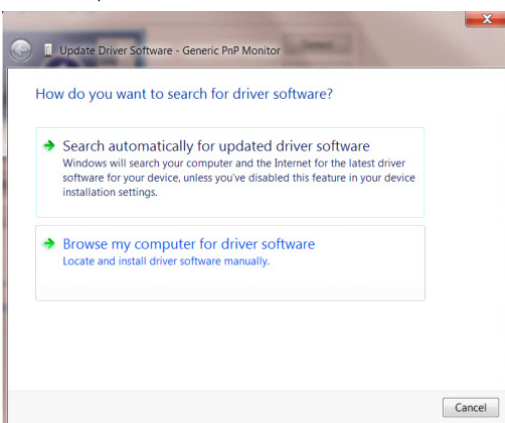 Update Driver Software - Generic PnP Monitor
How do you want to search for driver software?
Search automatically for updated driver software
Windows will search your computer and the Internet for the latest driver
software for your device, unless you've disabled this feature in your device
installation settings.
Browse my computer for driver software
Locate and install driver software manually.
Cancel